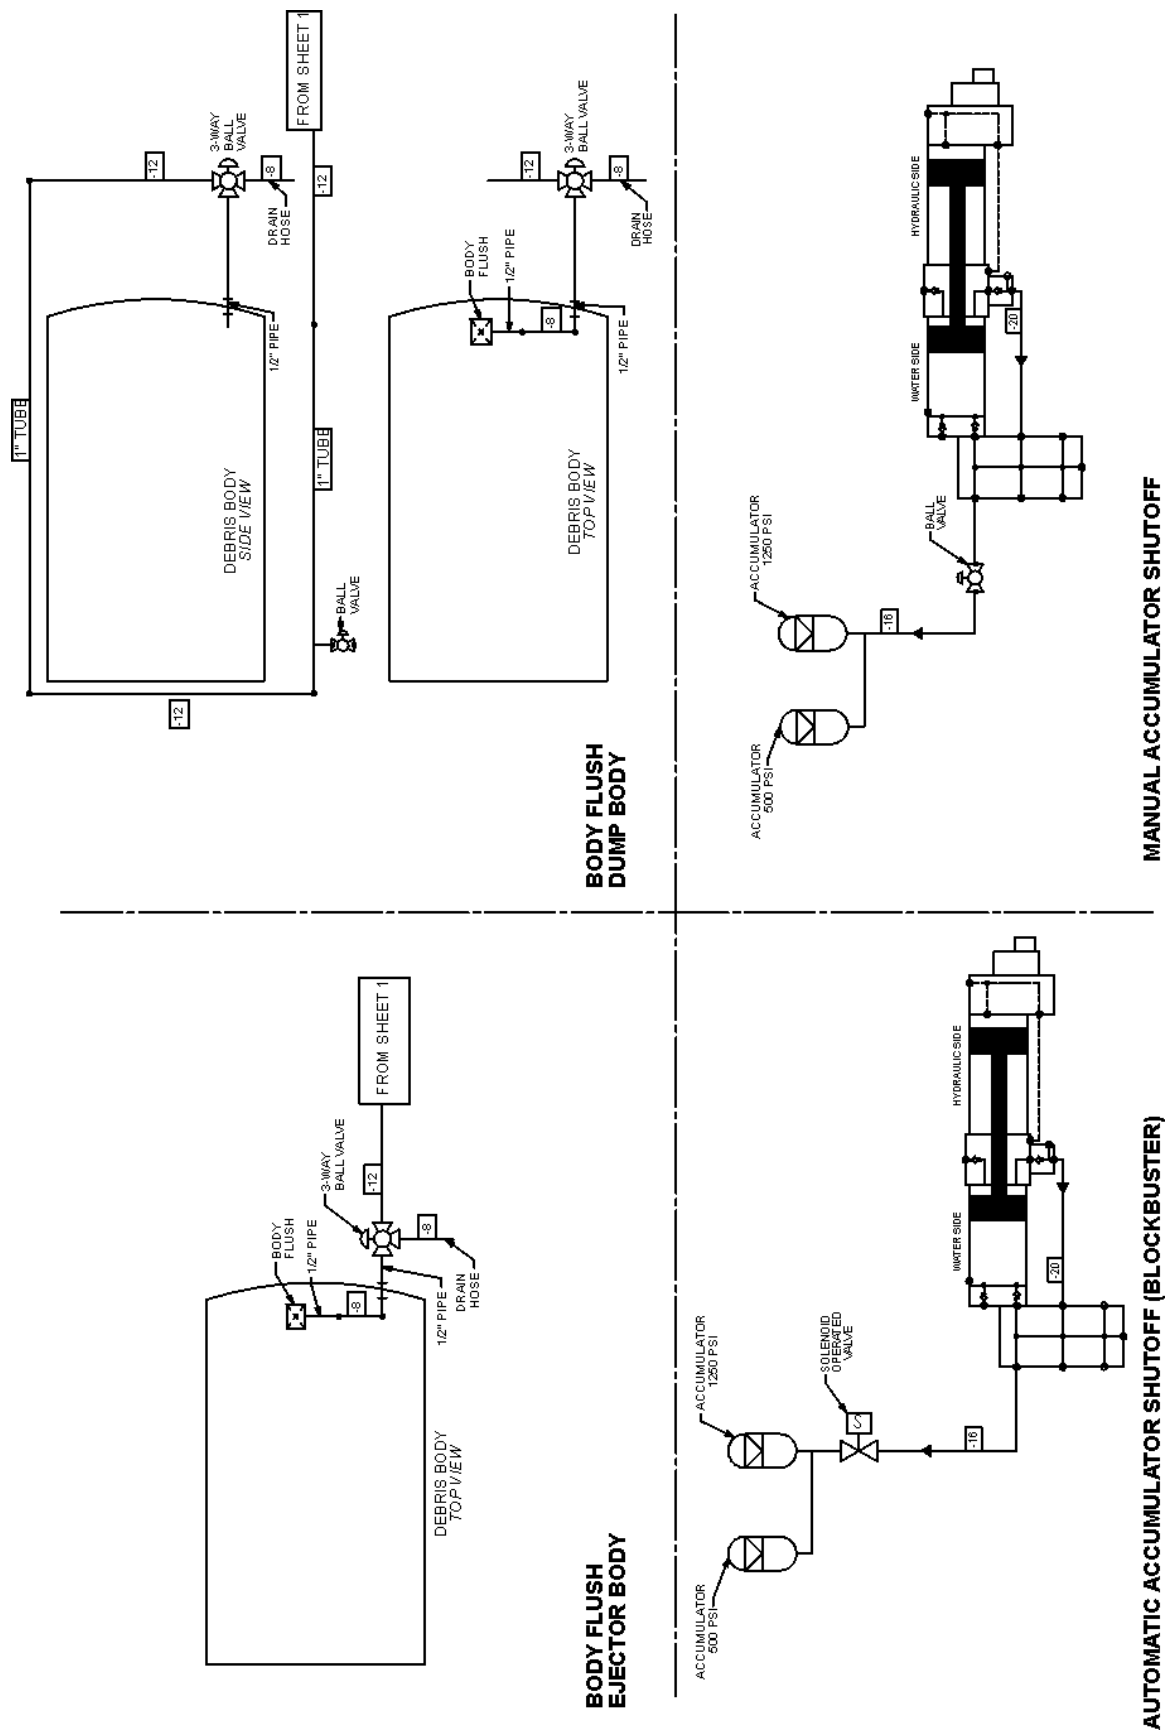 FROM SHEET 1
1" TUBE
-12
3-WAY
BALL
VALVE
-8
DRAIN
HOSE
-12
1/2" PIPE
DEBRIS BODY
SIDE VIEW
1" TUBE
BALL
VALVE
-12
BODY
FLUSH
1/2" PIPE
-8
-12
3-WAY
BALL VALVE
-8
DRAIN
HOSE
1/2" PIPE
DEBRIS BODY
TOP VIEW
BODY FLUSH
DUMP BODY
HYDRAULIC SIDE
WATER SIDE
-20
ACCUMULATOR
1250 PSI
BALL
VALVE
-16
ACCUMULATOR
500 PSI
MANUAL ACCUMULATOR SHUTOFF
FROM SHEET 1
3-WAY
BALL VALVE
-12
BODY
FLUSH
1/2" PIPE
-8
-8
1/2" PIPE
DRAIN
HOSE
DEBRIS BODY
TOP VIEW
BODY FLUSH
EJECTOR BODY
HYDRAULIC SIDE
WATER SIDE
-20
ACCUMULATOR
1250 PSI
SOLENOID
OPERATED
VALVE
S
-16
ACCUMULATOR
500 PSI
AUTOMATIC ACCUMULATOR SHUTOFF (BLOCKBUSTER)